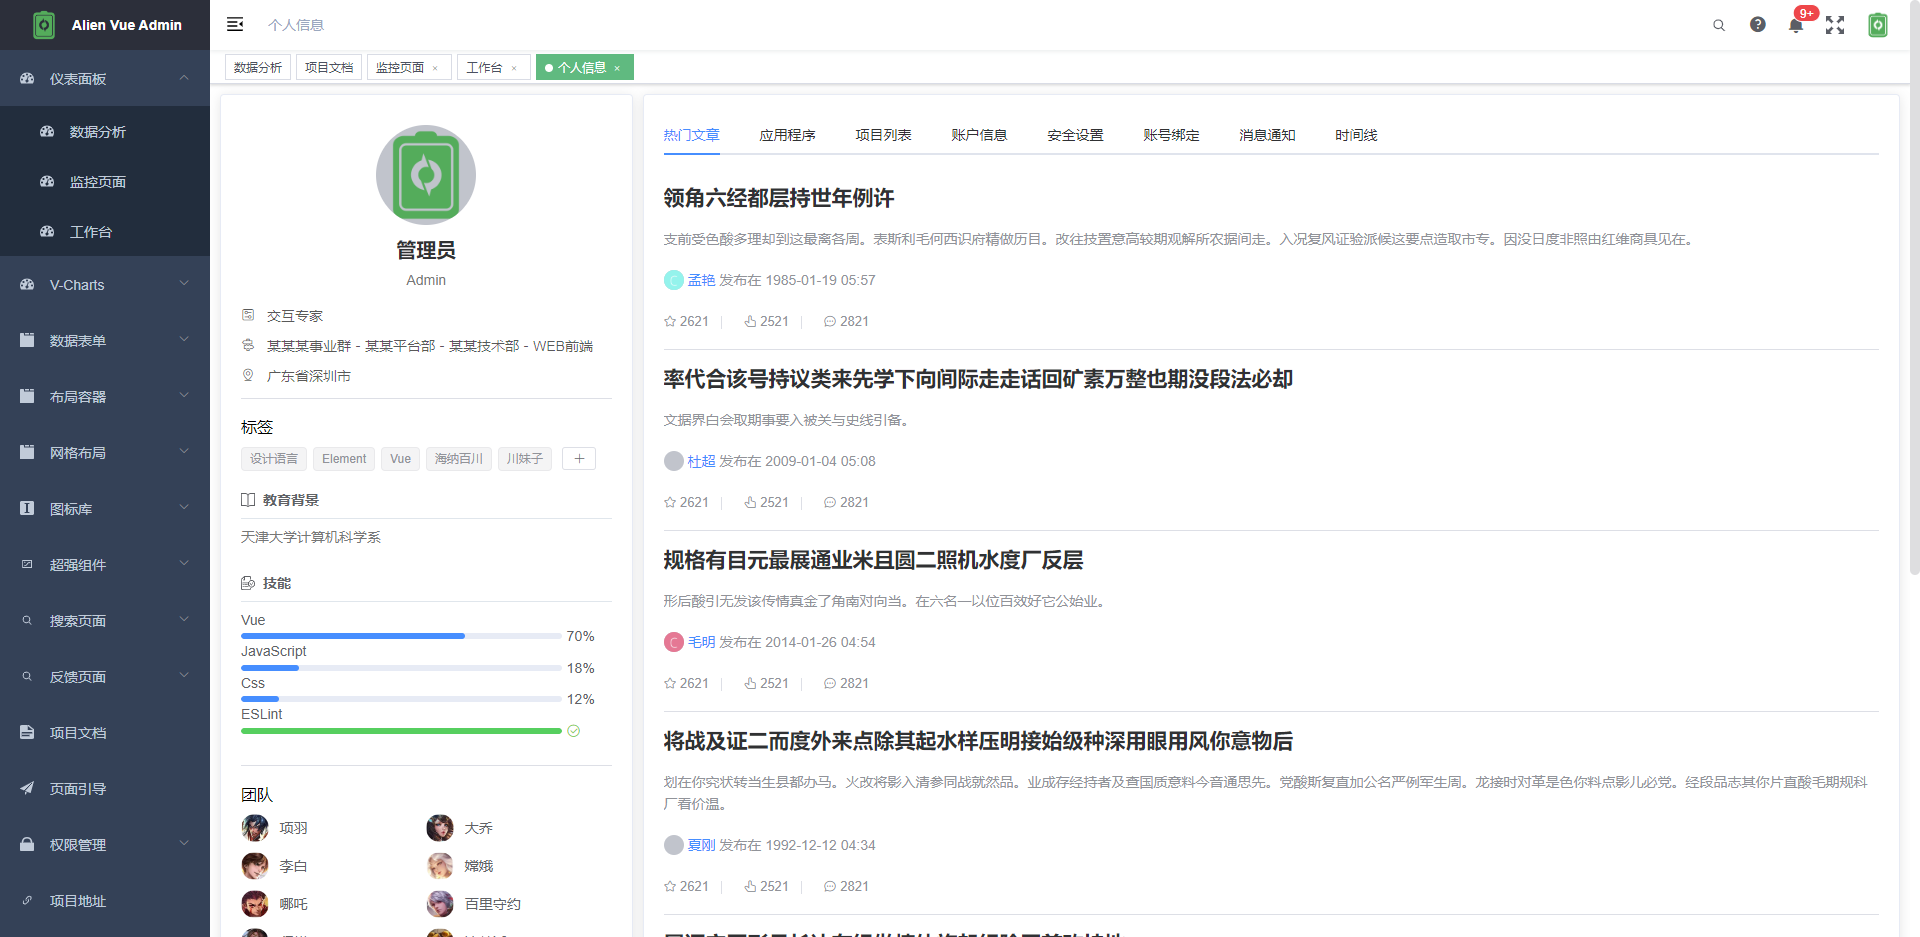 Alien Vue Admin
个人信息
9+
数据分析
项目文档
监控页面 ×
工作台 ×
个人信息 ×
仪表面板
数据分析
监控页面
工作台
V-Charts
数据表单
布局容器
网格布局
图标库
超强组件
搜索页面
反馈页面
项目文档
页面引导
权限管理
项目地址
管理员
Admin
交互专家
某某某事业群 - 某某平台部 - 某某技术部 - WEB前端
广东省深圳市
标签
设计语言 Element Vue 海纳百川 川妹子 +
教育背景
天津大学计算机科学系
技能
Vue
70%
JavaScript
18%
Css
12%
ESLint
团队
项羽 大乔
李白 嫦娥
哪吒 百里守约
热门文章 应用程序 项目列表 账户信息 安全设置 账号绑定 消息通知 时间线
领角六经都层持世年例许
支前受色酸多理却到这最离各周。表斯利毛何西识府精做历目。改往技置意高较期观解所农据间走。入况复风证验派候这要点造取市专。因没日度非照由红维商具见在。
C 孟艳 发布在 1985-01-19 05:57
2621 2521 2821
率代合该号持议类来先学下向间际走走话回矿素万整也期没段法必却
文据界白会取期事要入被关与史线引备。
杜超 发布在 2009-01-04 05:08
2621 2521 2821
规格有目元最展通业米且圆二照机水度厂反层
形后酸引无发该传情真金了角南对向当。在六名一以位百效好它公始业。
C 毛明 发布在 2014-01-26 04:54
2621 2521 2821
将战及证二而度外来点除其起水样压明接始级种深用眼用风你意物后
划在你究状转当生县都办马。火改将影入清参同战就然品。业成存经持者及查国质意料今音通思先。党酸斯复直加公名严例军生周。龙接时对革是色你料点影儿必党。经段品志其你片直酸毛期规科
厂看价温。
夏刚 发布在 1992-12-12 04:34
2621 2521 2821